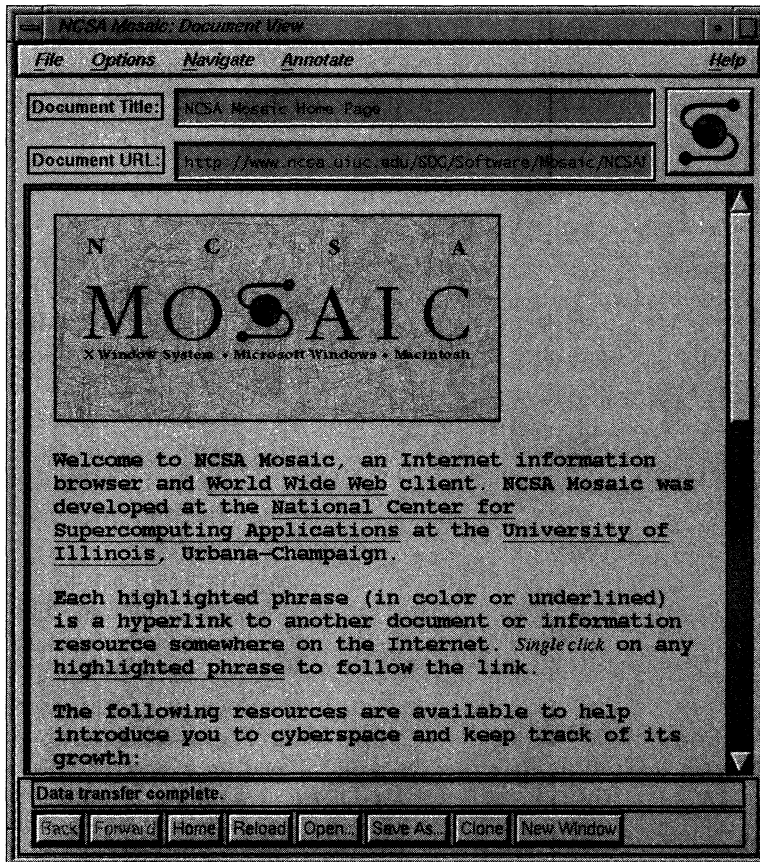 NCSA Mosaic: Document View
File Options Navigate Annotate Help
Document Title: NCSA Mosaic Home Page
Document URL: http://www.ncsa.uiuc.edu/SDG/Software/Mosaic/NCSAM
N C S A
MOSAIC
X Window System • Microsoft Windows • Macintosh
Welcome to NCSA Mosaic, an Internet information
browser and World Wide Web client. NCSA Mosaic was
developed at the National Center for
Supercomputing Applications at the University of
Illinois, Urbana-Champaign.
Each highlighted phrase (in color or underlined)
is a hyperlink to another document or information
resource somewhere on the Internet. Single click on any
highlighted phrase to follow the link.
The following resources are available to help
introduce you to cyberspace and keep track of its
growth:
Data transfer complete.
Back Forward Home Reload Open... Save As... Clone New Window